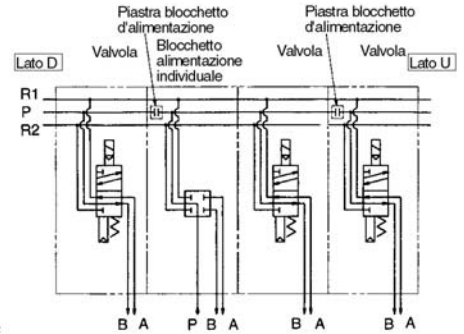 Piastra blocchetto
d'alimentazione
Piastra blocchetto
d'alimentazione
Valvola
Blocchetto
alimentazione
individuale
Valvola
Valvola
Lato D
Lato U
R1
P
R2
B A
P B A
B A
B A